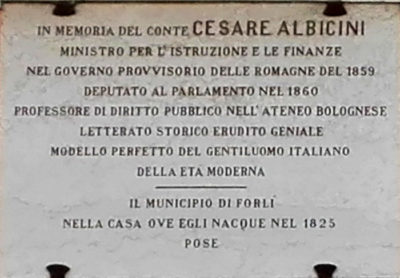 IN MEMORIA DEL CONTE CESARE ALBICINI
MINISTRO PER L'ISTRUZIONE E LE FINANZE
NEL GOVERNO PROVVISORIO DELLE ROMAGNE DEL 1859
DEPUTATO AL PARLAMENTO NEL 1860
PROFESSORE DI DIRITTO PUBBLICO NELL'ATENEO BOLOGNESE
LETTERATO STORICO ERUDITO GENIALE
MODELLO PERFETTO DEL GENTILUOMO ITALIANO
DELLA ETÀ MODERNA
IL MUNICIPIO DI FORLÌ
NELLA CASA OVE EGLI NACQUE NEL 1825
POSE